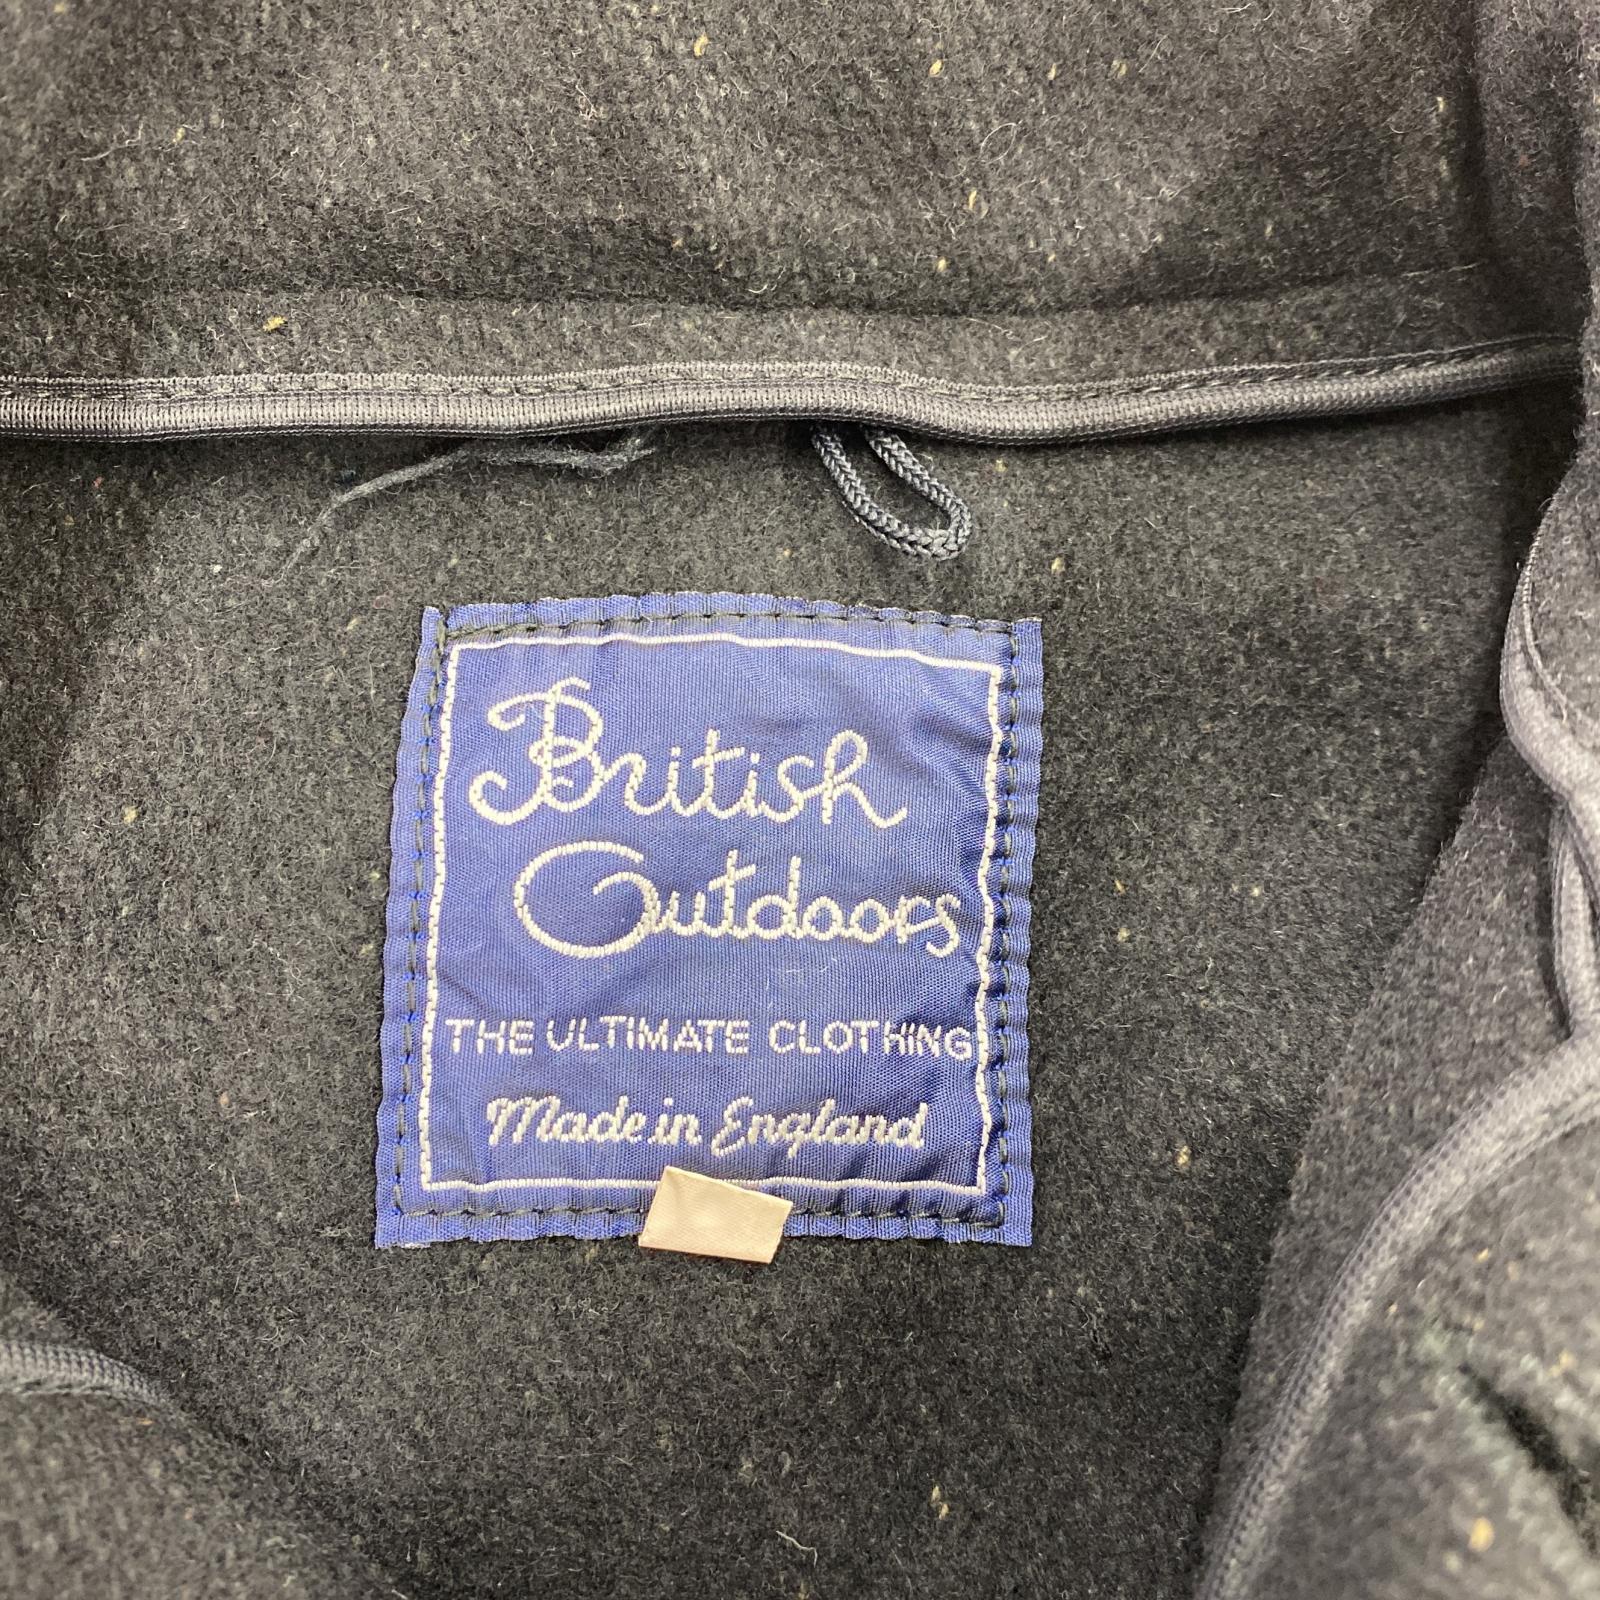 British
Outdoors
THE ULTIMATE CLOTHING
Made in England